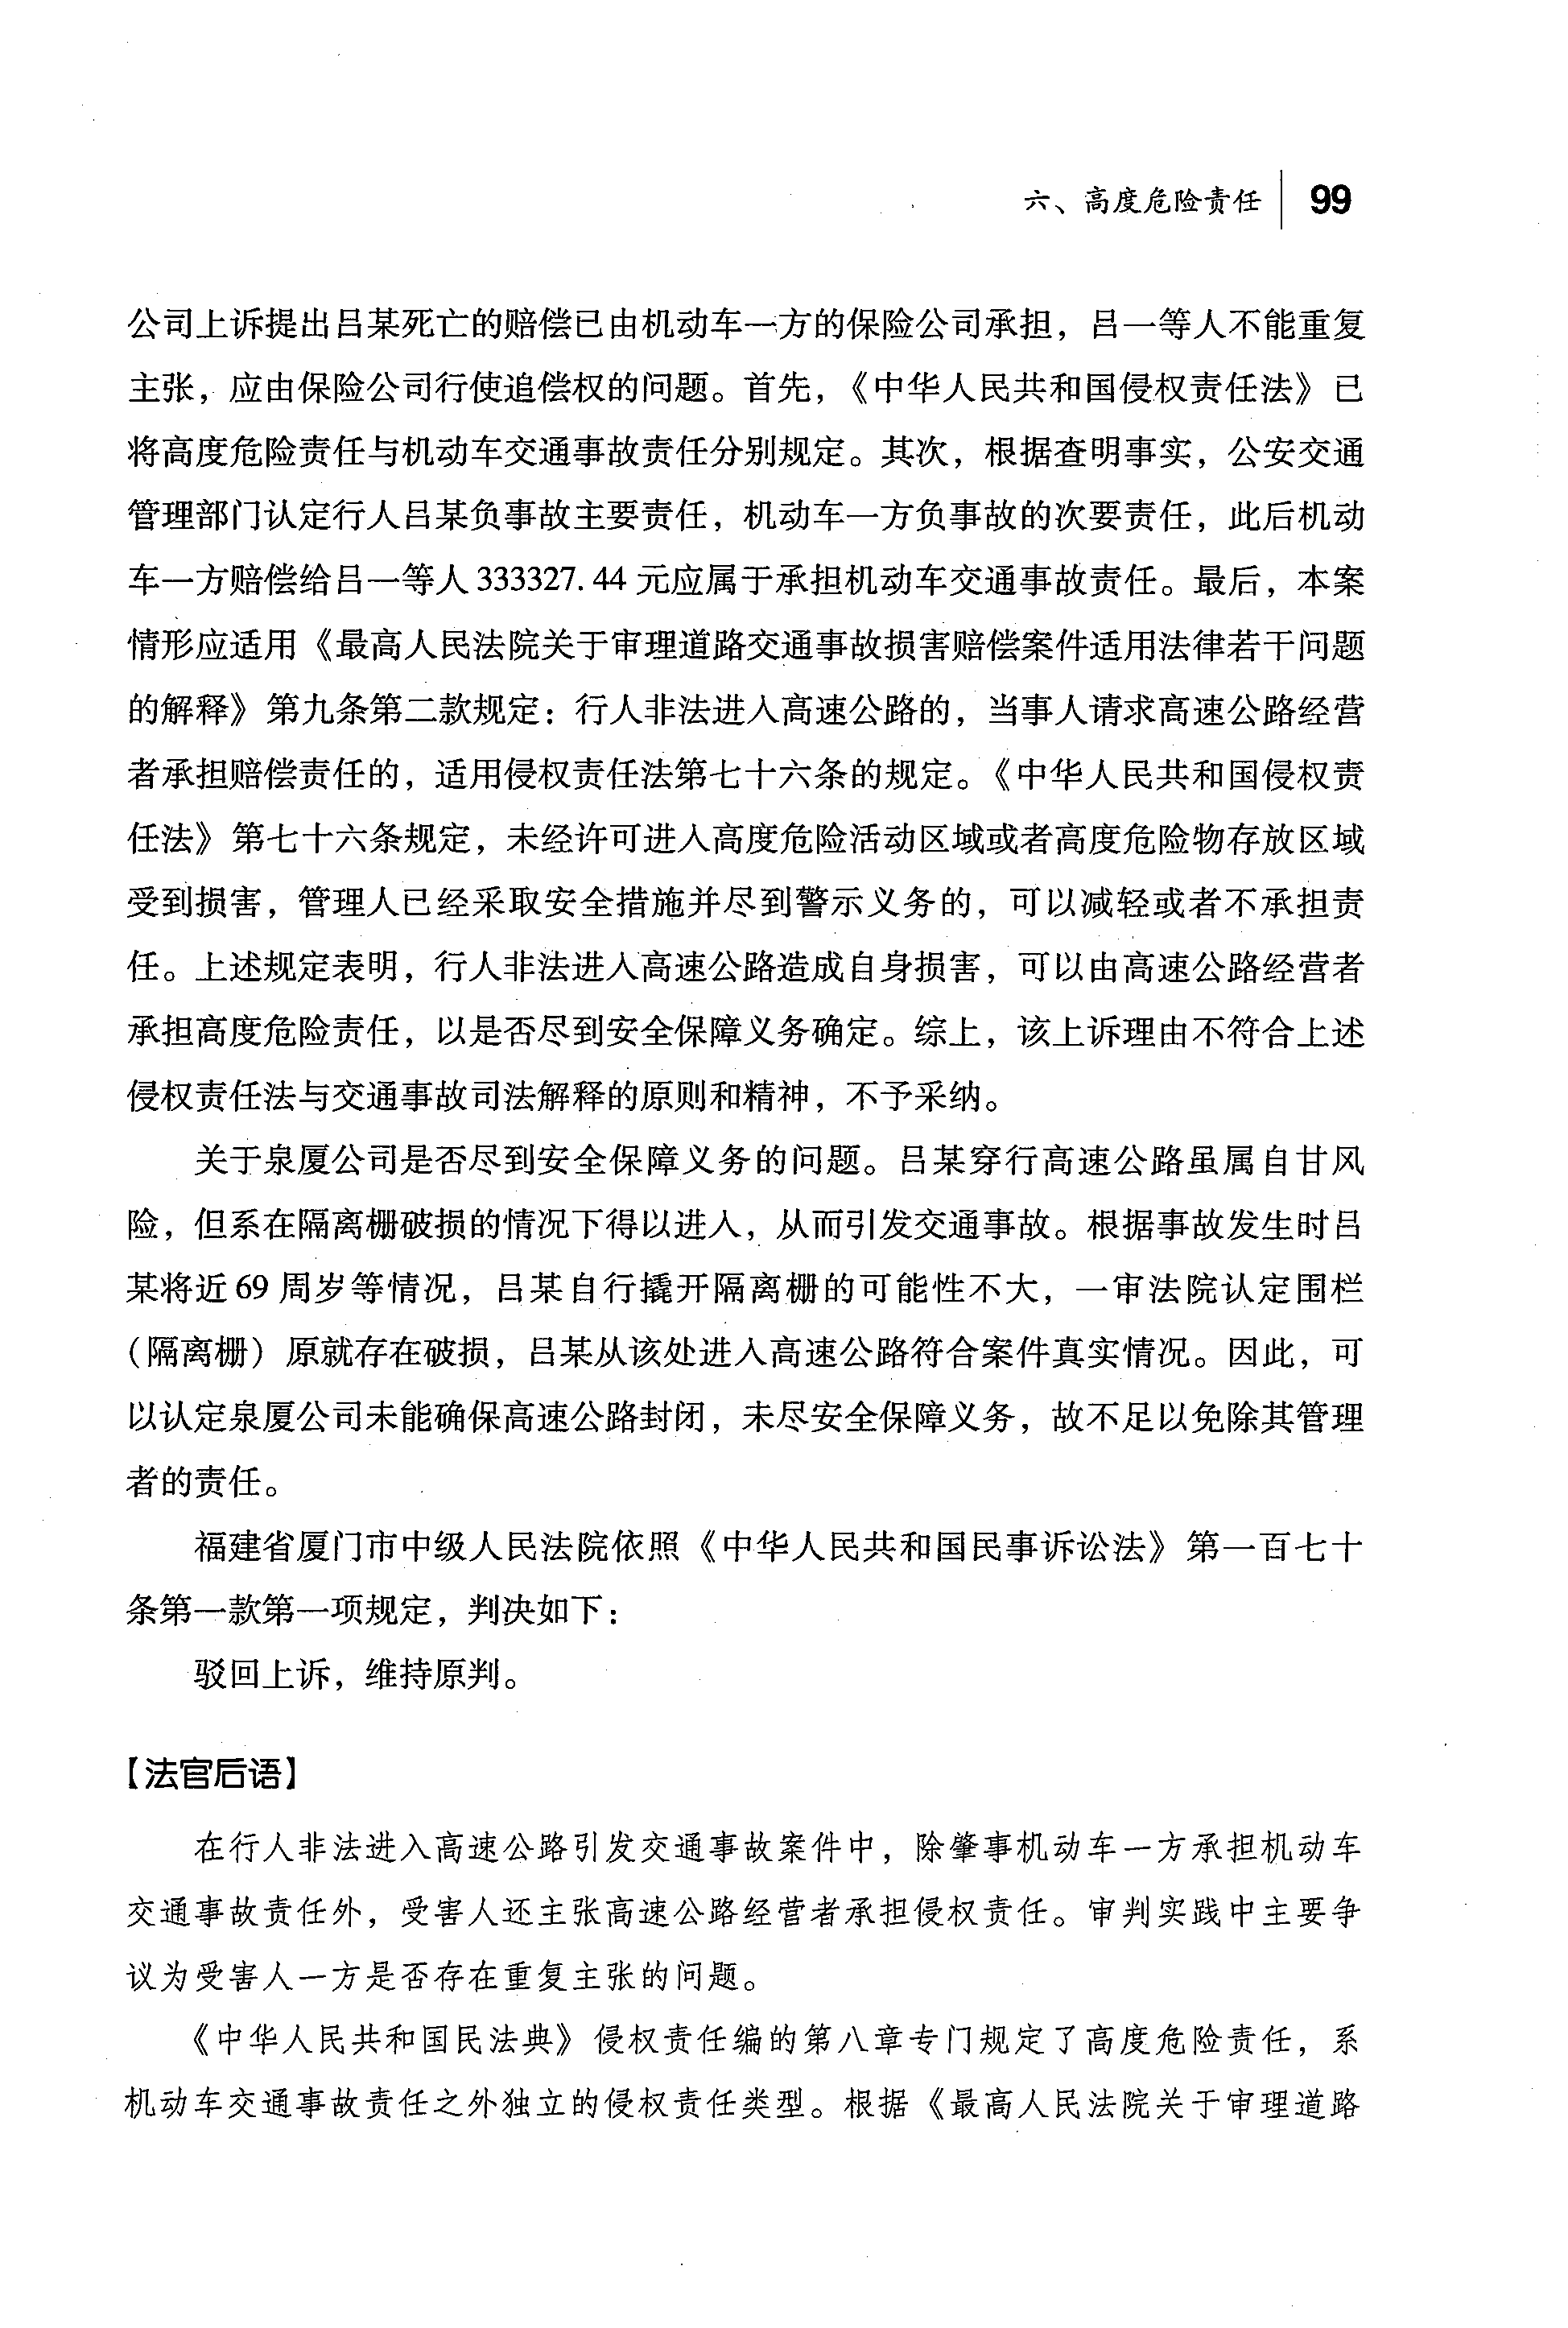 六、高度危险责任 99
公司上诉提出吕某死亡的赔偿已由机动车一方的保险公司承担，吕一等人不能重复
主张，应由保险公司行使追偿权的问题。首先，《中华人民共和国侵权责任法》已
将高度危险责任与机动车交通事故责任分别规定。其次，根据查明事实，公安交通
管理部门认定行人吕某负事故主要责任，机动车一方负事故的次要责任，此后机动
车一方赔偿给吕一等人333327.44元应属于承担机动车交通事故责任。最后，本案
情形应适用《最高人民法院关于审理道路交通事故损害赔偿案件适用法律若干问题
的解释》第九条第二款规定：行人非法进入高速公路的，当事人请求高速公路经营
者承担赔偿责任的，适用侵权责任法第七十六条的规定。《中华人民共和国侵权责
任法》第七十六条规定，未经许可进入高度危险活动区域或者高度危险物存放区域
受到损害，管理人已经采取安全措施并尽到警示义务的，可以减轻或者不承担责
任。上述规定表明，行人非法进入高速公路造成自身损害，可以由高速公路经营者
承担高度危险责任，以是否尽到安全保障义务确定。综上，该上诉理由不符合上述
侵权责任法与交通事故司法解释的原则和精神，不予采纳。
关于泉厦公司是否尽到安全保障义务的问题。吕某穿行高速公路虽属自甘风
险，但系在隔离栅破损的情况下得以进入，从而引发交通事故。根据事故发生时吕
某将近69周岁等情况，吕某自行撬开隔离栅的可能性不大，一审法院认定围栏
（隔离栅）原就存在破损，吕某从该处进入高速公路符合案件真实情况。因此，可
以认定泉厦公司未能确保高速公路封闭，未尽安全保障义务，故不足以免除其管理
者的责任。
福建省厦门市中级人民法院依照《中华人民共和国民事诉讼法》第一百七十
条第一款第一项规定，判决如下：
驳回上诉，维持原判。
【法官后语】
在行人非法进入高速公路引发交通事故案件中，除肇事机动车一方承担机动车
交通事故责任外，受害人还主张高速公路经营者承担侵权责任。审判实践中主要争
议为受害人一方是否存在重复主张的问题。
《中华人民共和国民法典》侵权责任编的第八章专门规定了高度危险责任，系
机动车交通事故责任之外独立的侵权责任类型。根据《最高人民法院关于审理道路